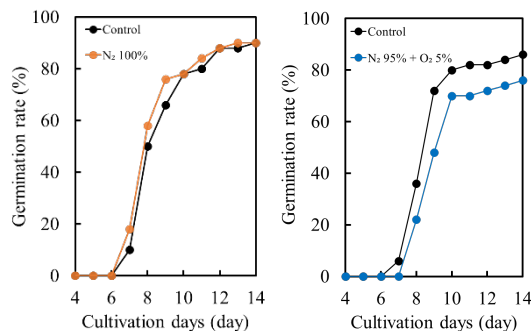 100
80
60
40
20
0
Germination rate (%)
Control
N₂ 100%
4 6 8 10 12 14
Cultivation days (day)
100
80
60
40
20
0
Germination rate (%)
Control
N₂ 95% + O₂ 5%
4 6 8 10 12 14
Cultivation days (day)